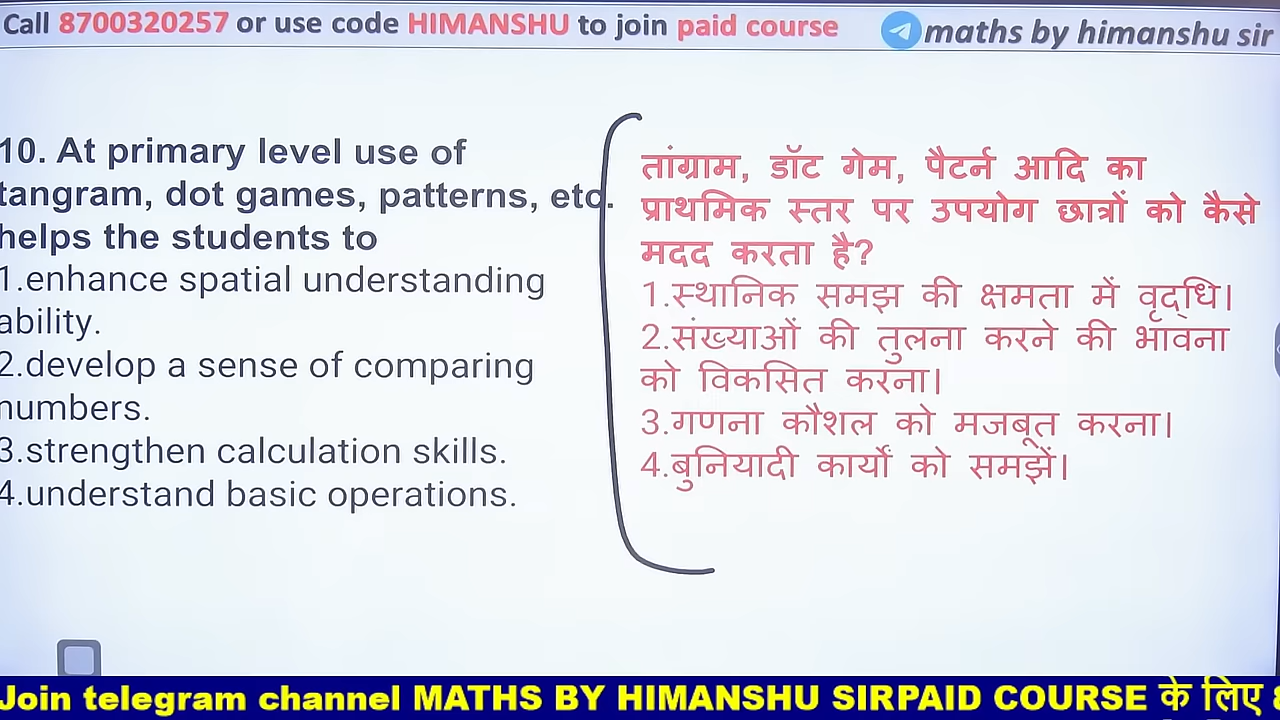 Call 8700320257 or use code HIMANSHU to join paid course
maths by himanshu sir
10. At primary level use of
tangram, dot games, patterns, etc.
helps the students to
1.enhance spatial understanding
ability.
2.develop a sense of comparing
numbers.
3.strengthen calculation skills.
4.understand basic operations.
तांग्राम, डॉट गेम, पैटर्न आदि का
प्राथमिक स्तर पर उपयोग छात्रों को कैसे
मदद करता है?
1.स्थानिक समझ की क्षमता में वृद्धि।
2.संख्याओं की तुलना करने की भावना
को विकसित करना।
3.गणना कौशल को मजबूत करना।
4.बुनियादी कार्यों को समझें।
Join telegram channel MATHS BY HIMANSHU SIRPAID COURSE के लिए